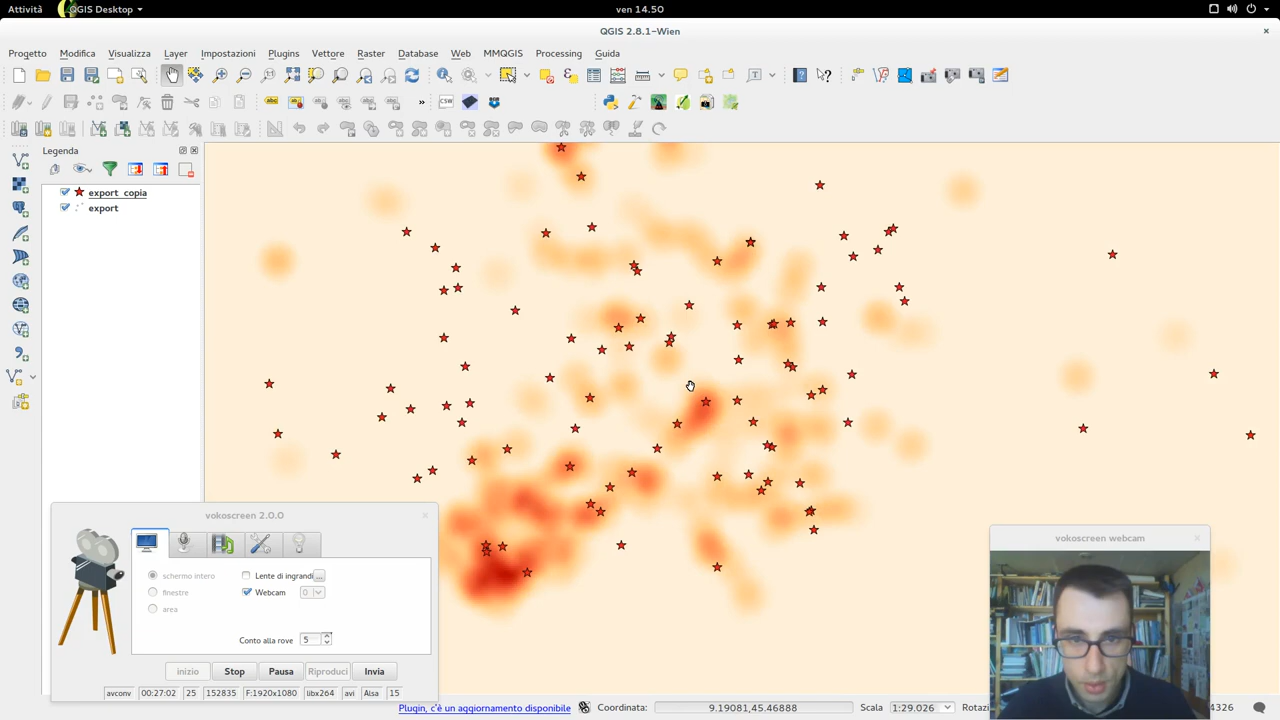 Attività QGIS Desktop ven 14.50
QGIS 2.8.1-Wien
Progetto Modifica Visualizza Layer Impostazioni Plugins Vettore Raster Database Web MMQGIS Processing Guida
Legenda
export copia
export
vokoscreen 2.0.0
schermo intero
finestre
area
Lente di ingrandi ...
Webcam 0
Conto alla rove 5
inizio Stop Pausa Riproduci Invia
avconv 00:27:02 25 152835 F:1920x1080 libx264 avi Alsa 15
vokoscreen webcam
Plugin, c'è un aggiornamento disponibile Coordinata: 9.19081,45.46888 Scala 1:29.026 Rotazi 4326